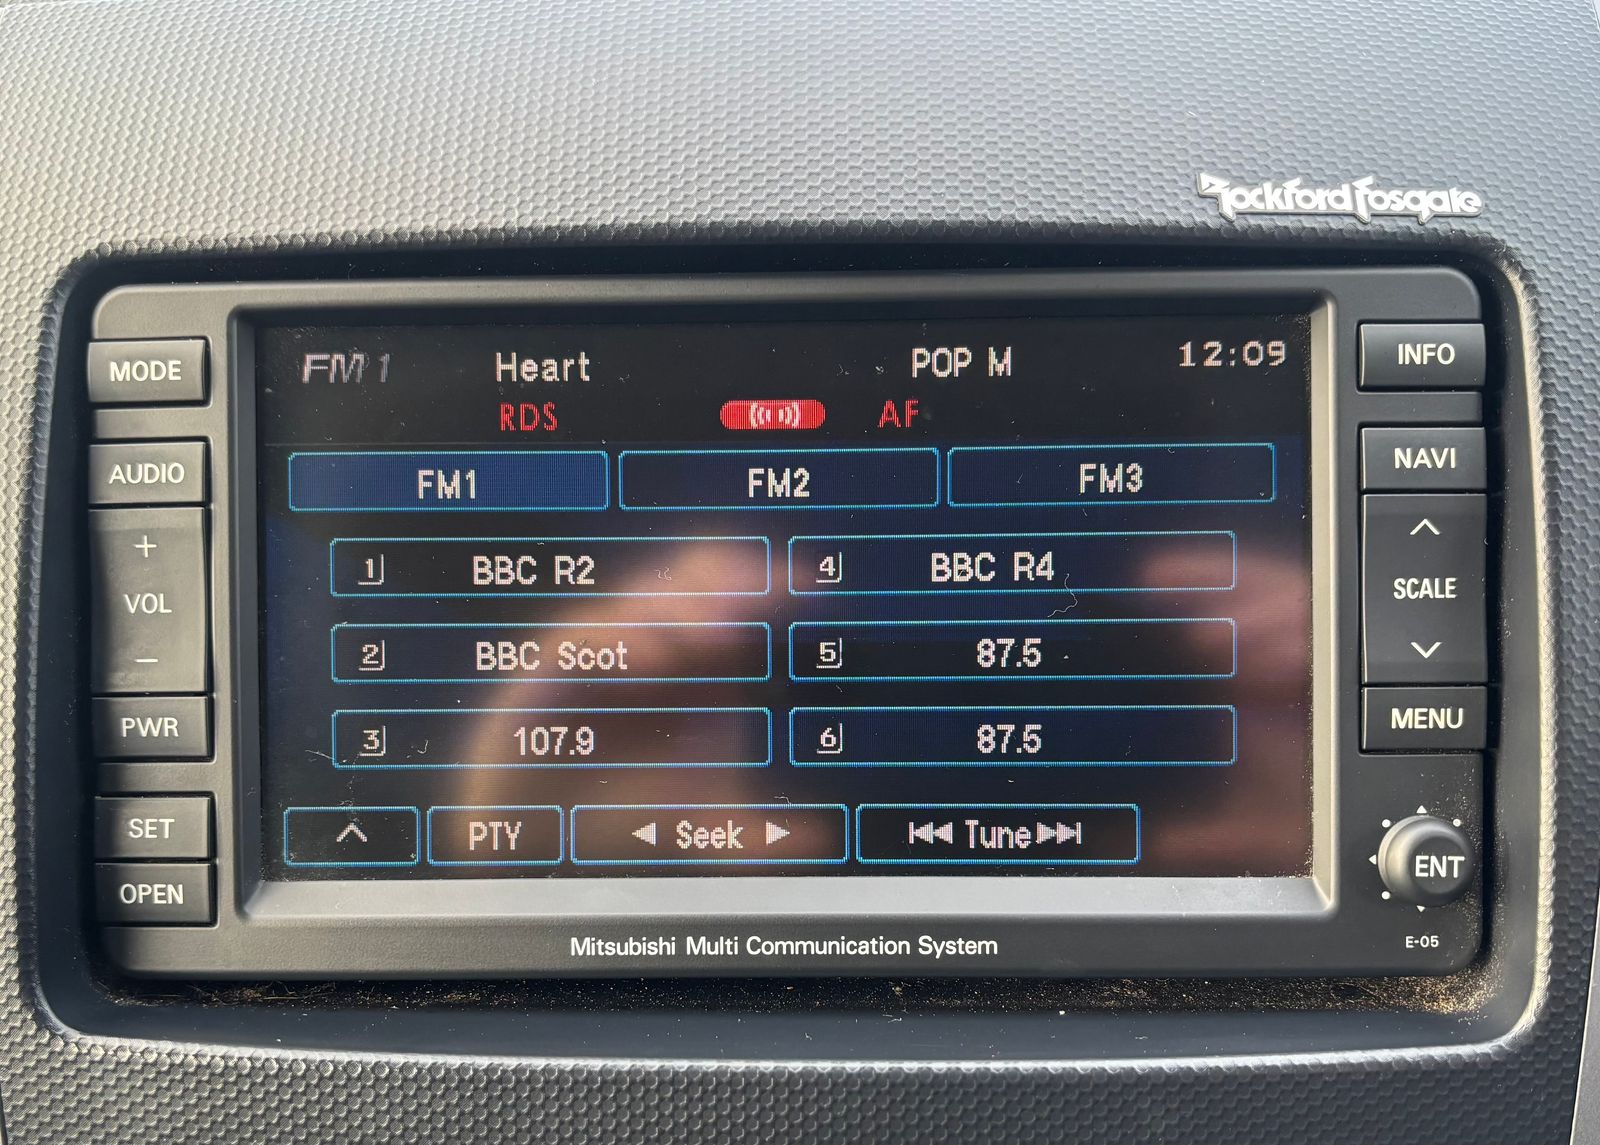 Rockford Fosgate
MODE
AUDIO
+
VOL
−
PWR
SET
OPEN
FM1 Heart POP M 12:09
RDS AF
FM1 FM2 FM3
1 BBC R2 4 BBC R4
2 BBC Scot 5 87.5
3 107.9 6 87.5
PTY Seek Tune
Mitsubishi Multi Communication System
INFO
NAVI
SCALE
MENU
ENT
E-05